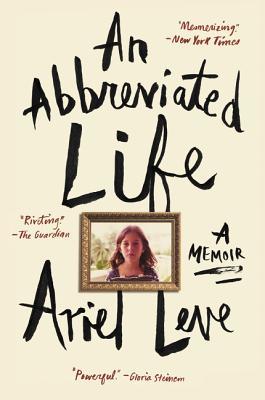 An
"Mesmerizing."
-New York Times
Abbreviated
Life
"Riveting."
-The Guardian
A
MEMOIR
Ariel Leve
"Powerful." -Gloria Steinem